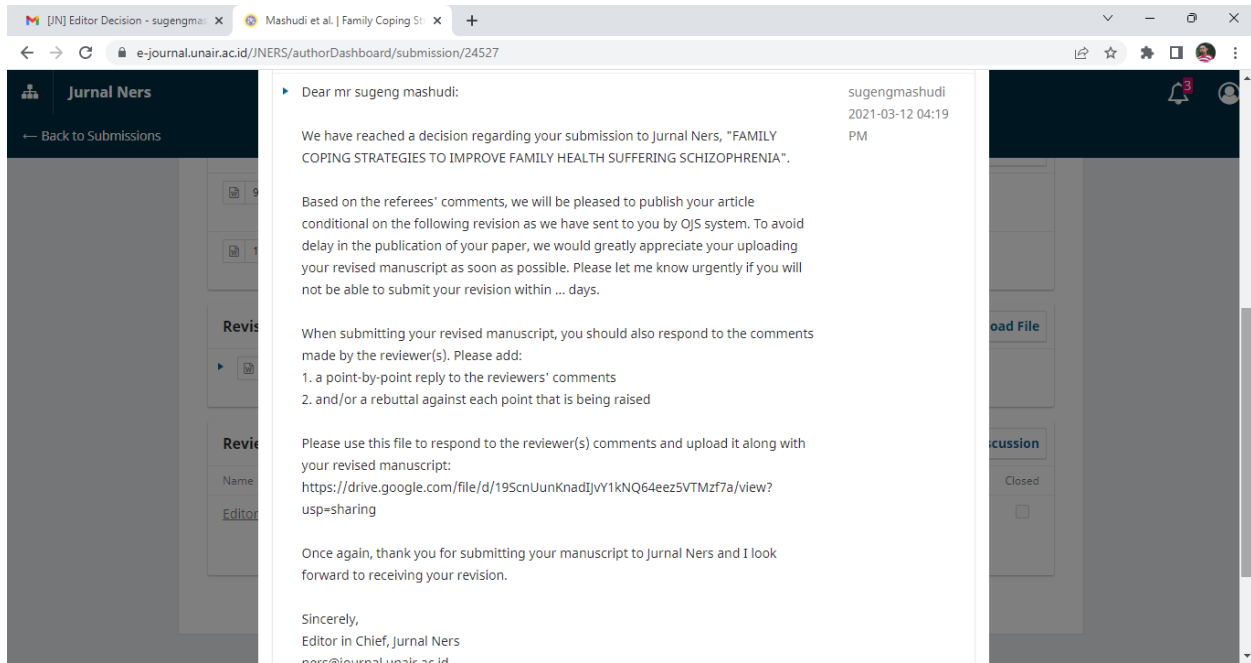 [JN] Editor Decision - sugengmas
Mashudi et al. | Family Coping St
e-journal.unair.ac.id/JNERS/authorDashboard/submission/24527
Jurnal Ners
3
← Back to Submissions
Dear mr sugeng mashudi:
sugengmashudi
2021-03-12 04:19
PM
We have reached a decision regarding your submission to Jurnal Ners, "FAMILY
COPING STRATEGIES TO IMPROVE FAMILY HEALTH SUFFERING SCHIZOPHRENIA".
Based on the referees' comments, we will be pleased to publish your article
conditional on the following revision as we have sent to you by OJS system. To avoid
delay in the publication of your paper, we would greatly appreciate your uploading
your revised manuscript as soon as possible. Please let me know urgently if you will
not be able to submit your revision within ... days.
When submitting your revised manuscript, you should also respond to the comments
made by the reviewer(s). Please add:
1. a point-by-point reply to the reviewers' comments
2. and/or a rebuttal against each point that is being raised
Please use this file to respond to the reviewer(s) comments and upload it along with
your revised manuscript:
https://drive.google.com/file/d/19ScnUunKnadIJvY1kNQ64eez5VTMzf7a/view?
usp=sharing
Once again, thank you for submitting your manuscript to Jurnal Ners and I look
forward to receiving your revision.
Sincerely,
Editor in Chief, Jurnal Ners
ners@journal.unair.ac.id
9
1
Revis
oad File
Revie
scussion
Name
Closed
Editor